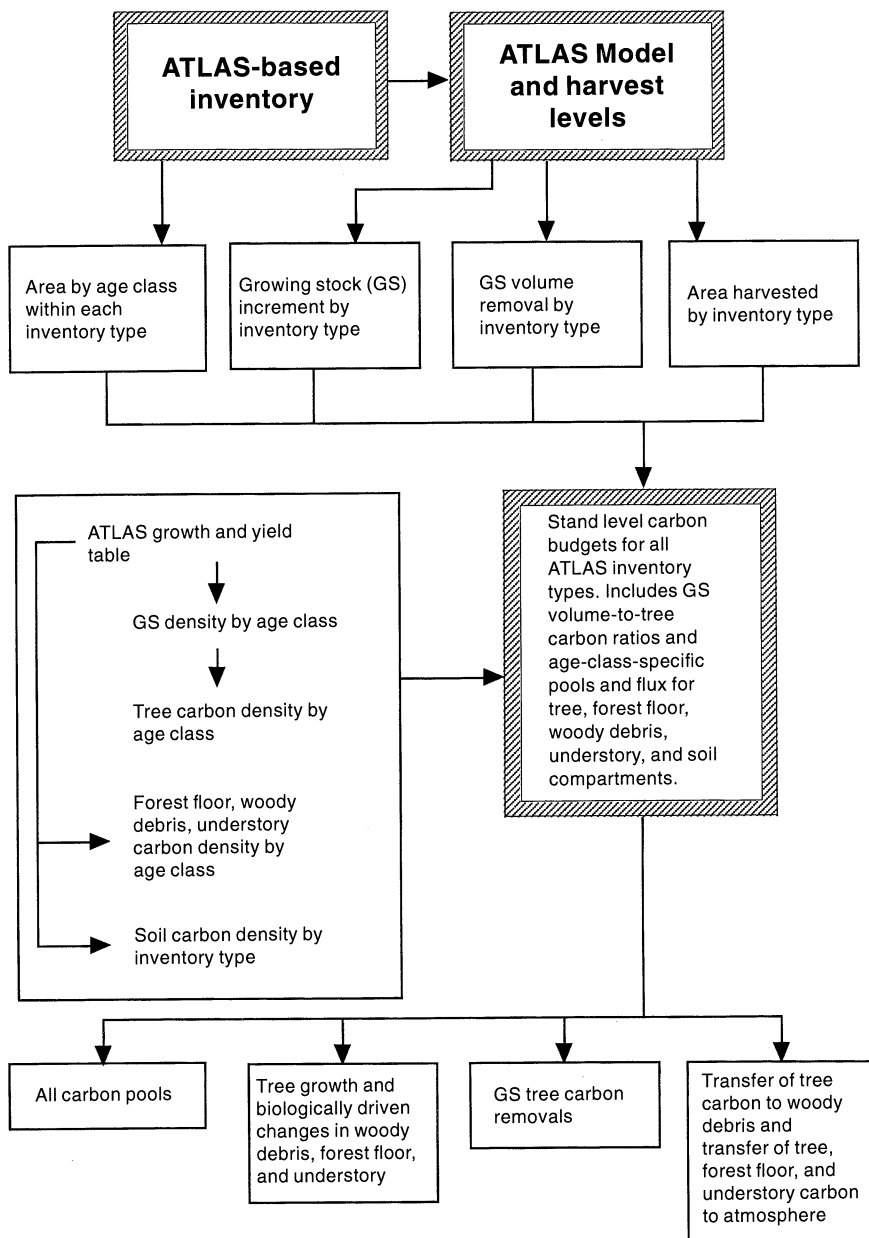 ATLAS-based
inventory
ATLAS Model
and harvest
levels
Area by age class
within each
inventory type
Growing stock (GS)
increment by
inventory type
GS volume
removal by
inventory type
Area harvested
by inventory type
ATLAS growth and yield
table
GS density by age class
Tree carbon density by
age class
Forest floor, woody
debris, understory
carbon density by
age class
Soil carbon density by
inventory type
Stand level carbon
budgets for all
ATLAS inventory
types. Includes GS
volume-to-tree
carbon ratios and
age-class-specific
pools and flux for
tree, forest floor,
woody debris,
understory, and soil
compartments.
All carbon pools
Tree growth and
biologically driven
changes in woody
debris, forest floor,
and understory
GS tree carbon
removals
Transfer of tree
carbon to woody
debris and
transfer of tree,
forest floor, and
understory carbon
to atmosphere